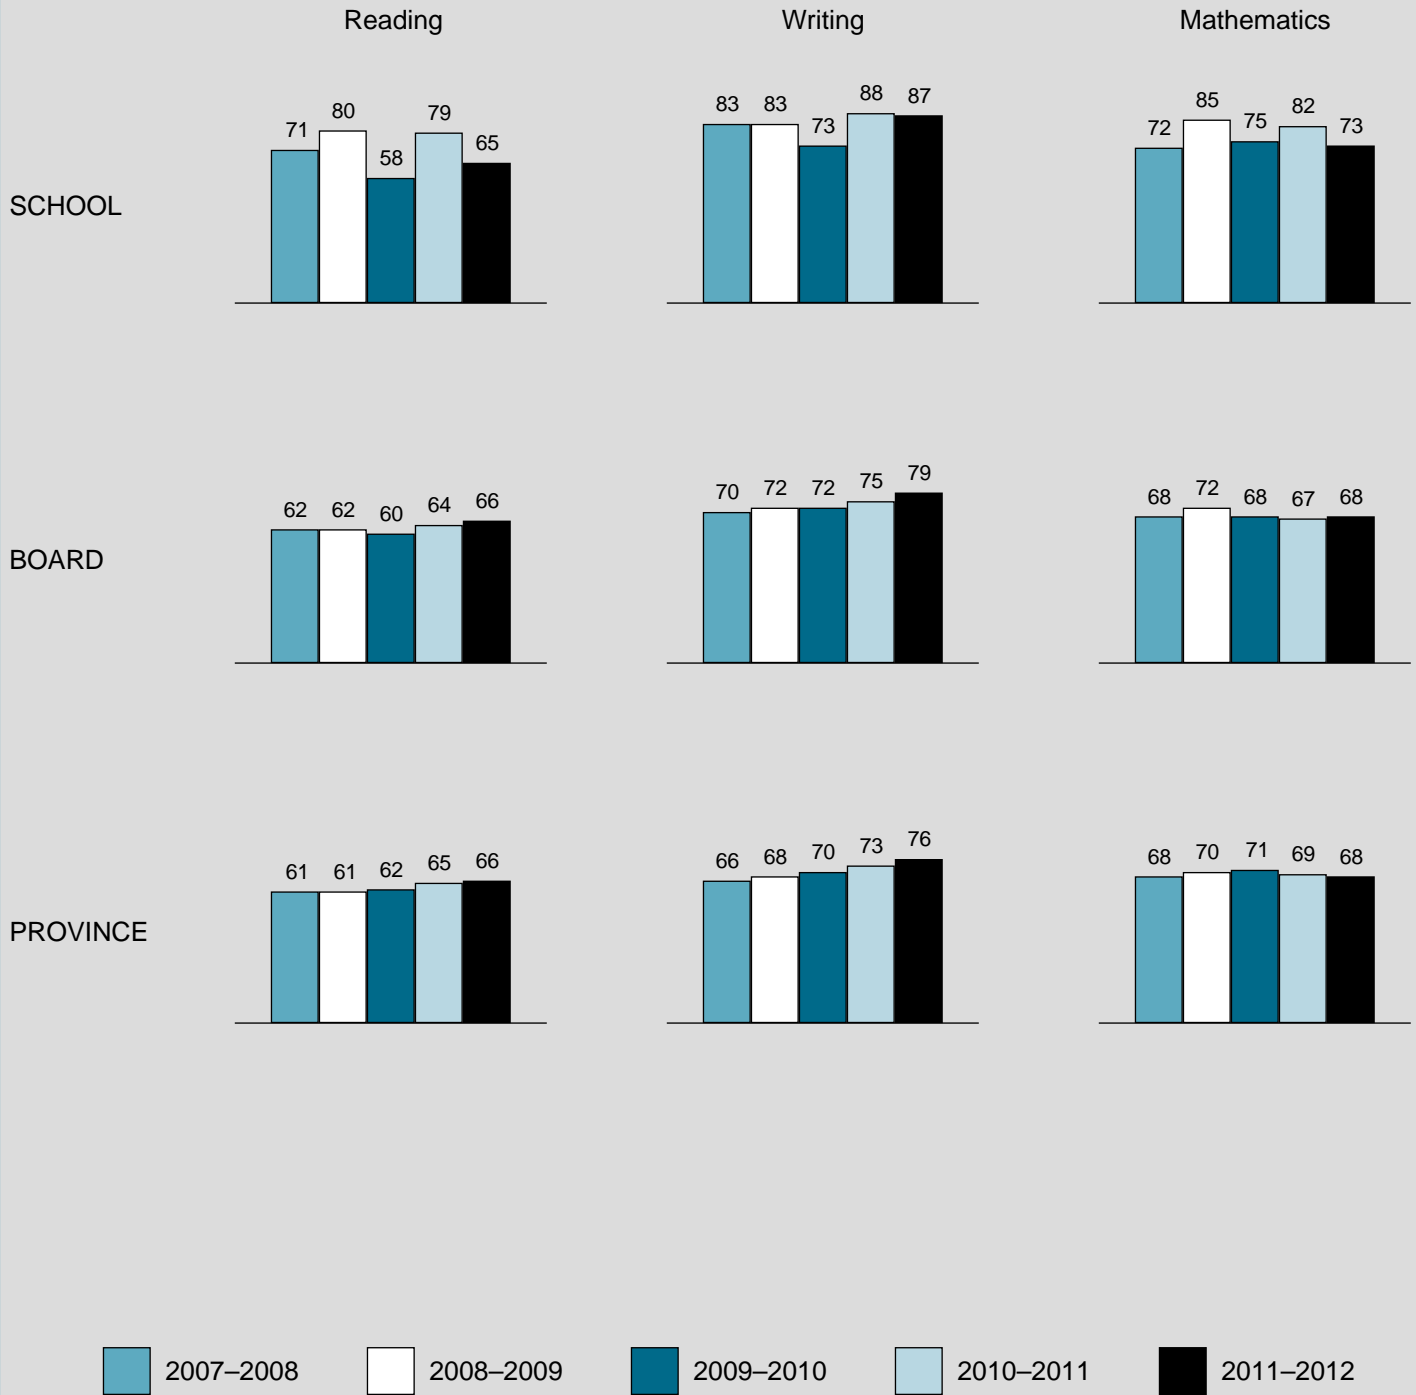 Reading Writing Mathematics
71 80 58 79 65 83 83 73 88 87 72 85 75 82 73
SCHOOL
62 62 60 64 66 70 72 72 75 79 68 72 68 67 68
BOARD
61 61 62 65 66 66 68 70 73 76 68 70 71 69 68
PROVINCE
2007–2008 2008–2009 2009–2010 2010–2011 2011–2012